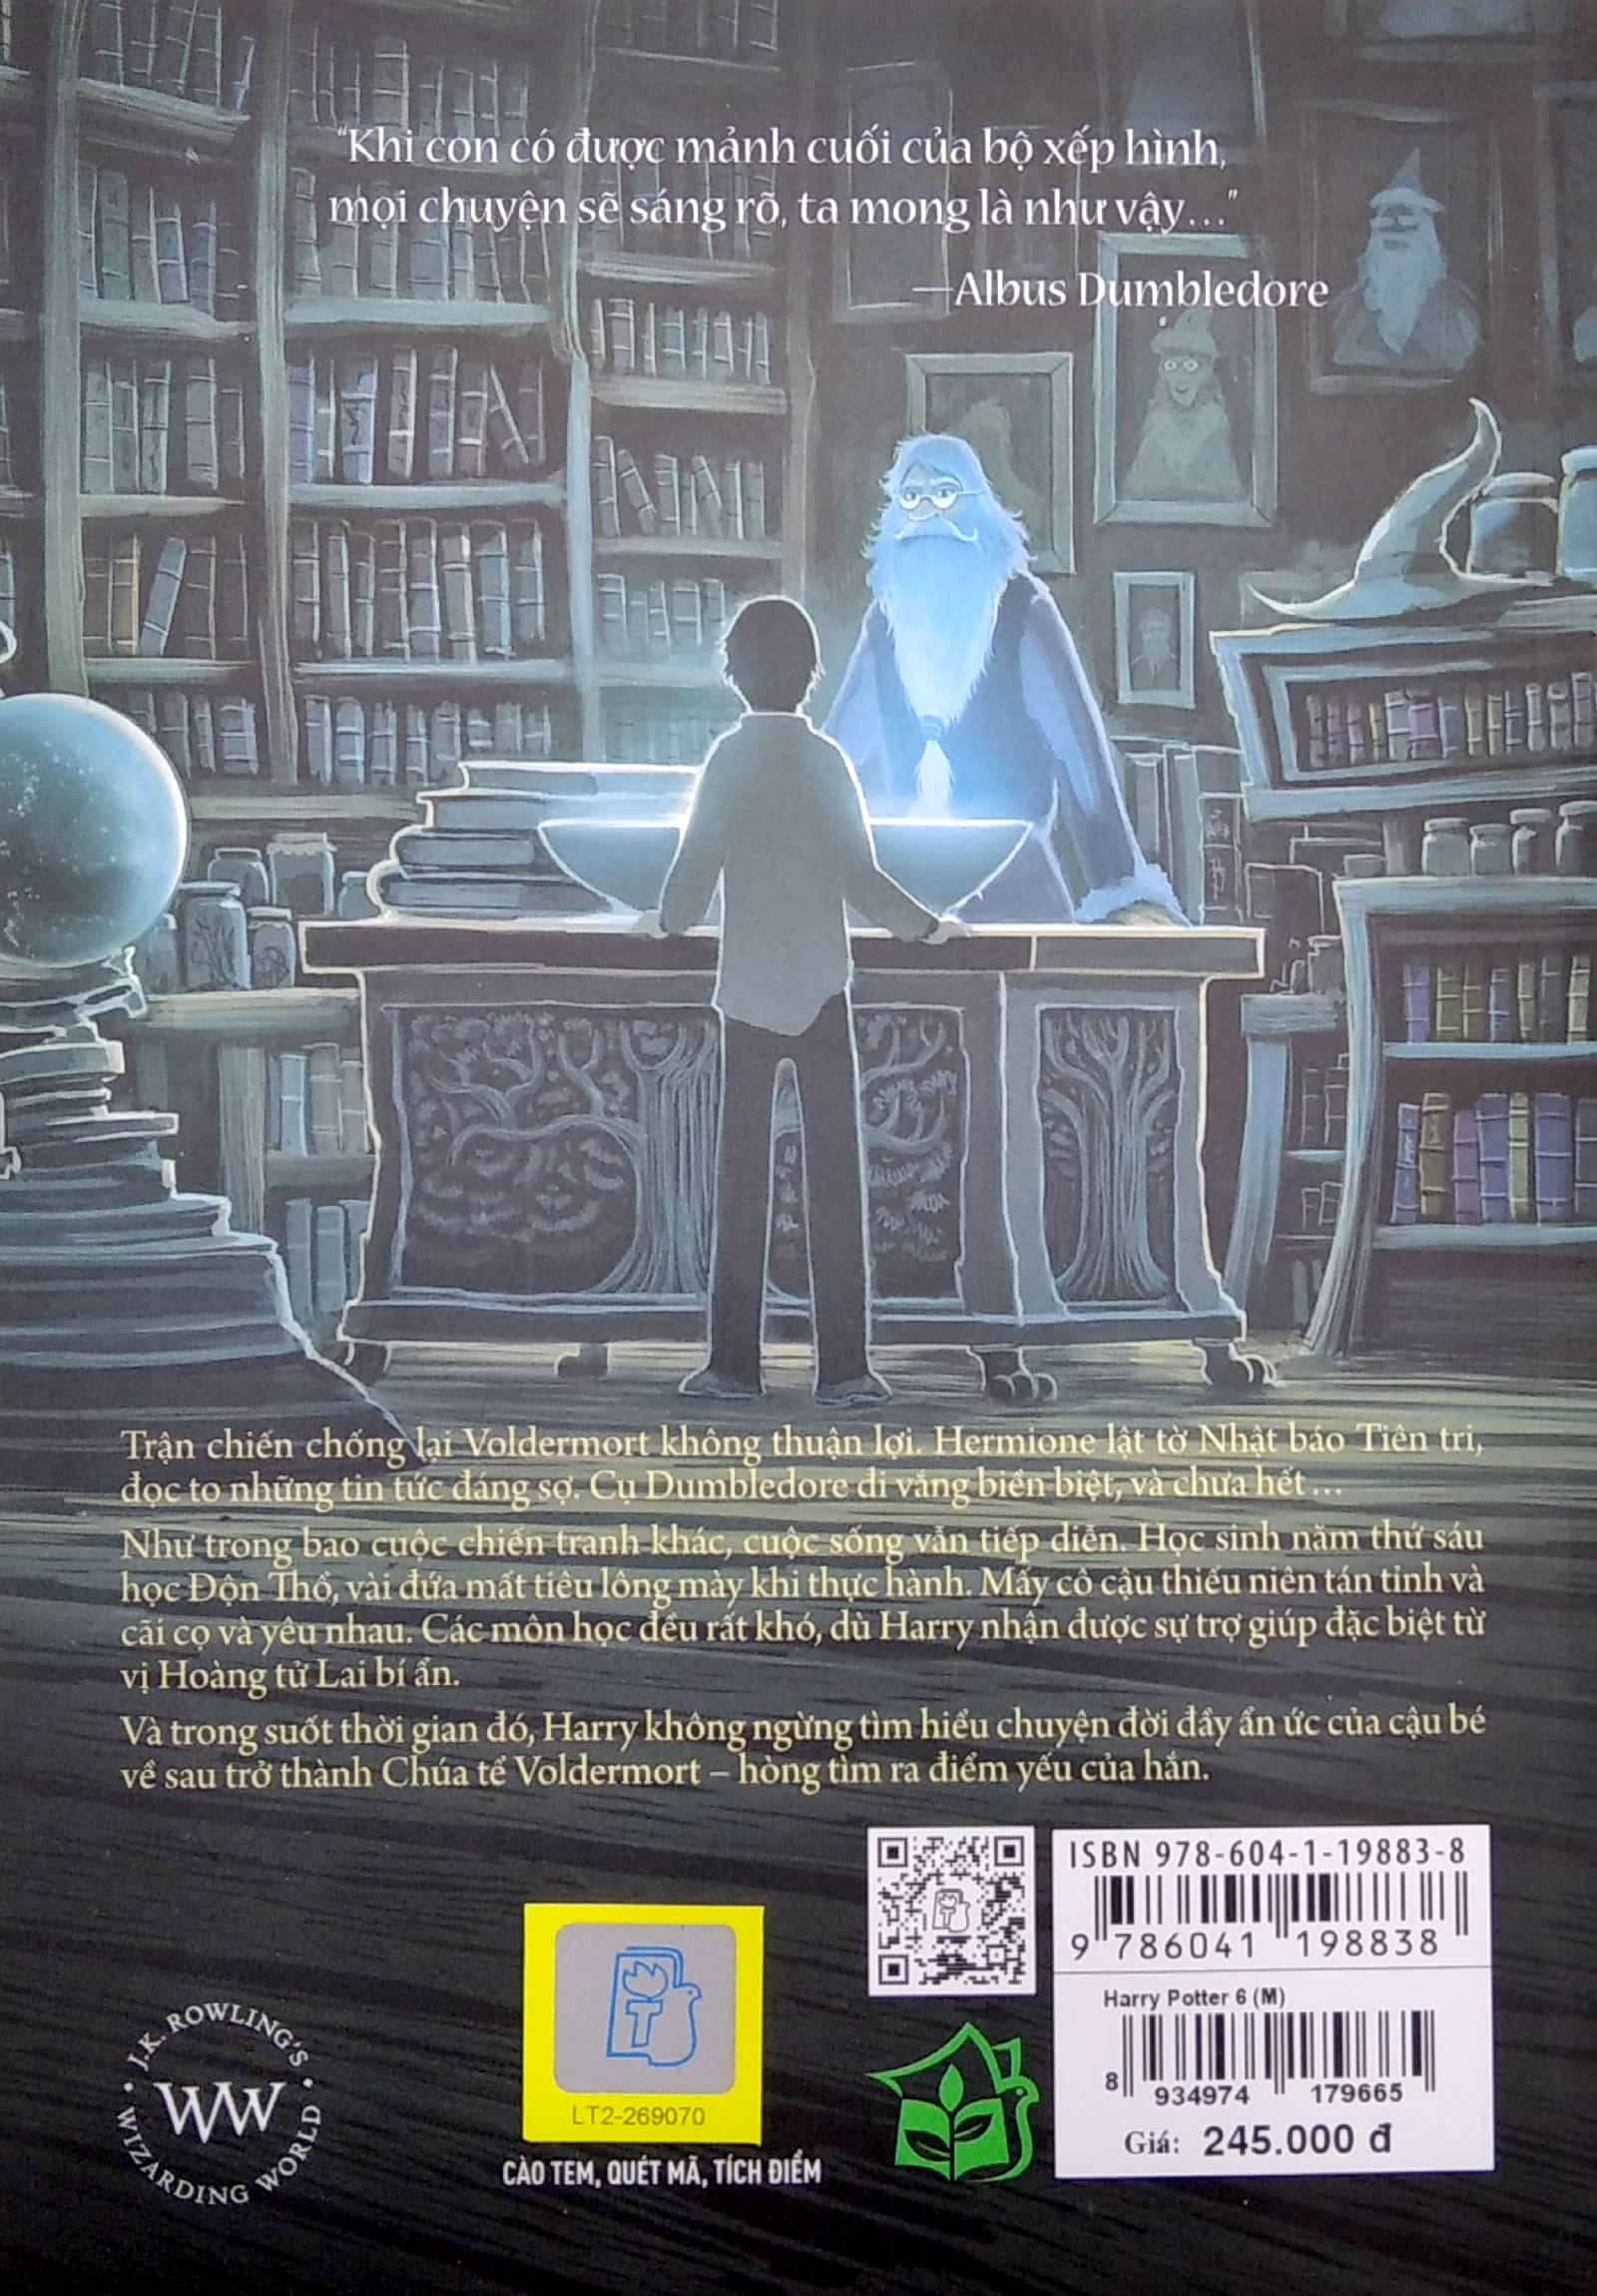 “Khi con có được mảnh cuối của bộ xếp hình,
mọi chuyện sẽ sáng rõ, ta mong là như vậy…”
—Albus Dumbledore
Trận chiến chống lại Voldermort không thuận lợi. Hermione lật tờ Nhật báo Tiên tri,
đọc to những tin tức đáng sợ. Cụ Dumbledore đi vắng biền biệt, và chưa hết…
Như trong bao cuộc chiến tranh khác, cuộc sống vẫn tiếp diễn. Học sinh năm thứ sáu
học Độn Thổ, vài đứa mất tiêu lông mày khi thực hành. Mấy cô cậu thiếu niên tán tỉnh và
cãi cọ và yêu nhau. Các môn học đều rất khó, dù Harry nhận được sự trợ giúp đặc biệt từ
vị Hoàng tử Lai bí ẩn.
Và trong suốt thời gian đó, Harry không ngừng tìm hiểu chuyện đời đầy ẩn ức của cậu bé
về sau trở thành Chúa tể Voldermort – hòng tìm ra điểm yếu của hắn.
ISBN 978-604-1-19883-8
9 786041 198838
Harry Potter 6 (M)
8 934974 179665
Giá: 245.000 đ
T
LT2-269070
CÀO TEM, QUÉT MÃ, TÍCH ĐIỂM
J.K. ROWLING'S
WW
WIZARDING WORLD